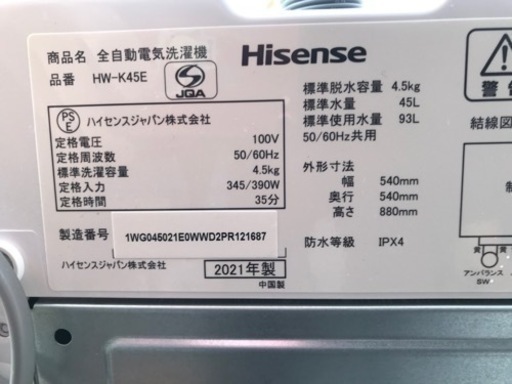 商品名 全自動電気洗濯機
品番 HW-K45E
JQA
PS
E
ハイセンスジャパン株式会社
定格電圧 100V
定格周波数 50/60Hz
標準洗濯容量 4.5kg
定格入力 345/390W
定格時間 35分
製造番号 1WG045021E0WWD2PR121687
ハイセンスジャパン株式会社
2021年製
中国製
Hisense
標準脱水容量 4.5kg
標準水量 45L
標準使用水量 93L
50/60Hz共用
外形寸法
幅 540mm
奥行 540mm
高さ 880mm
防水等級 IPX4
警告
結線図
制
黄 黄
アンバランス
SW